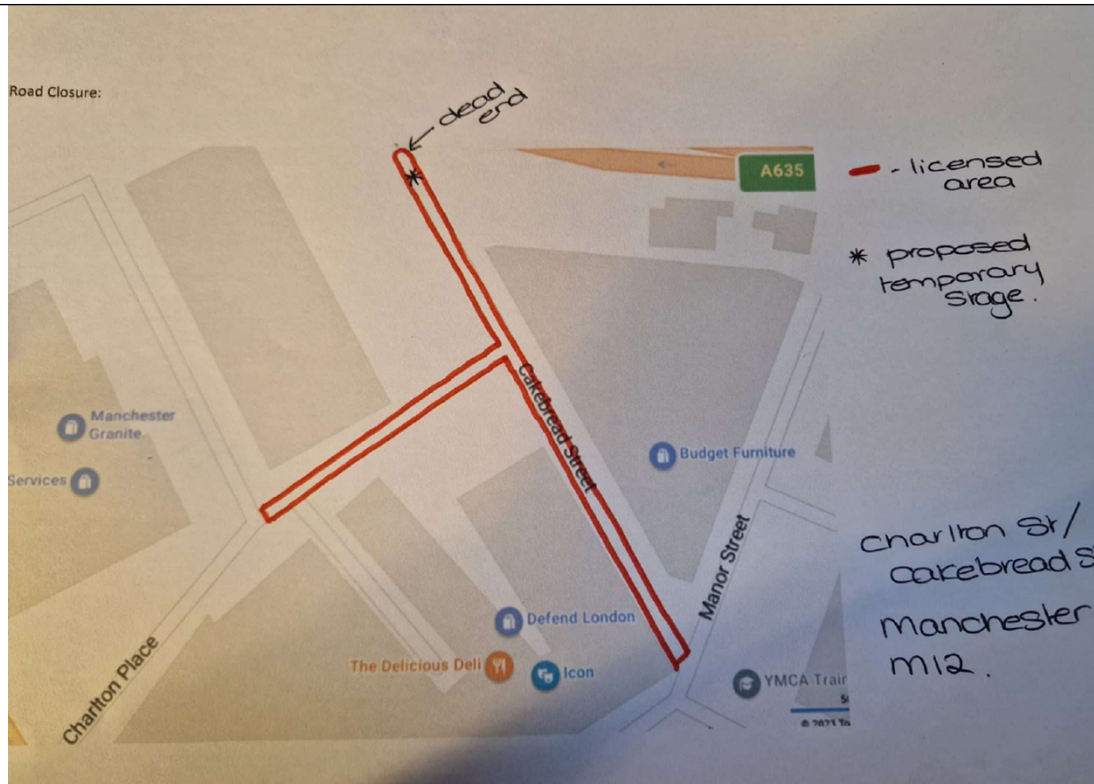 Road Closure:
dead
end
A635
- licensed
area
* proposed
temporary
stage.
Manchester
Granite
Services
Cakebread Street
Budget Furniture
Manor Street
Charlton St/
Cakebread S
Manchester
M12.
Defend London
The Delicious Deli
Icon
YMCA Trair
Charlton Place